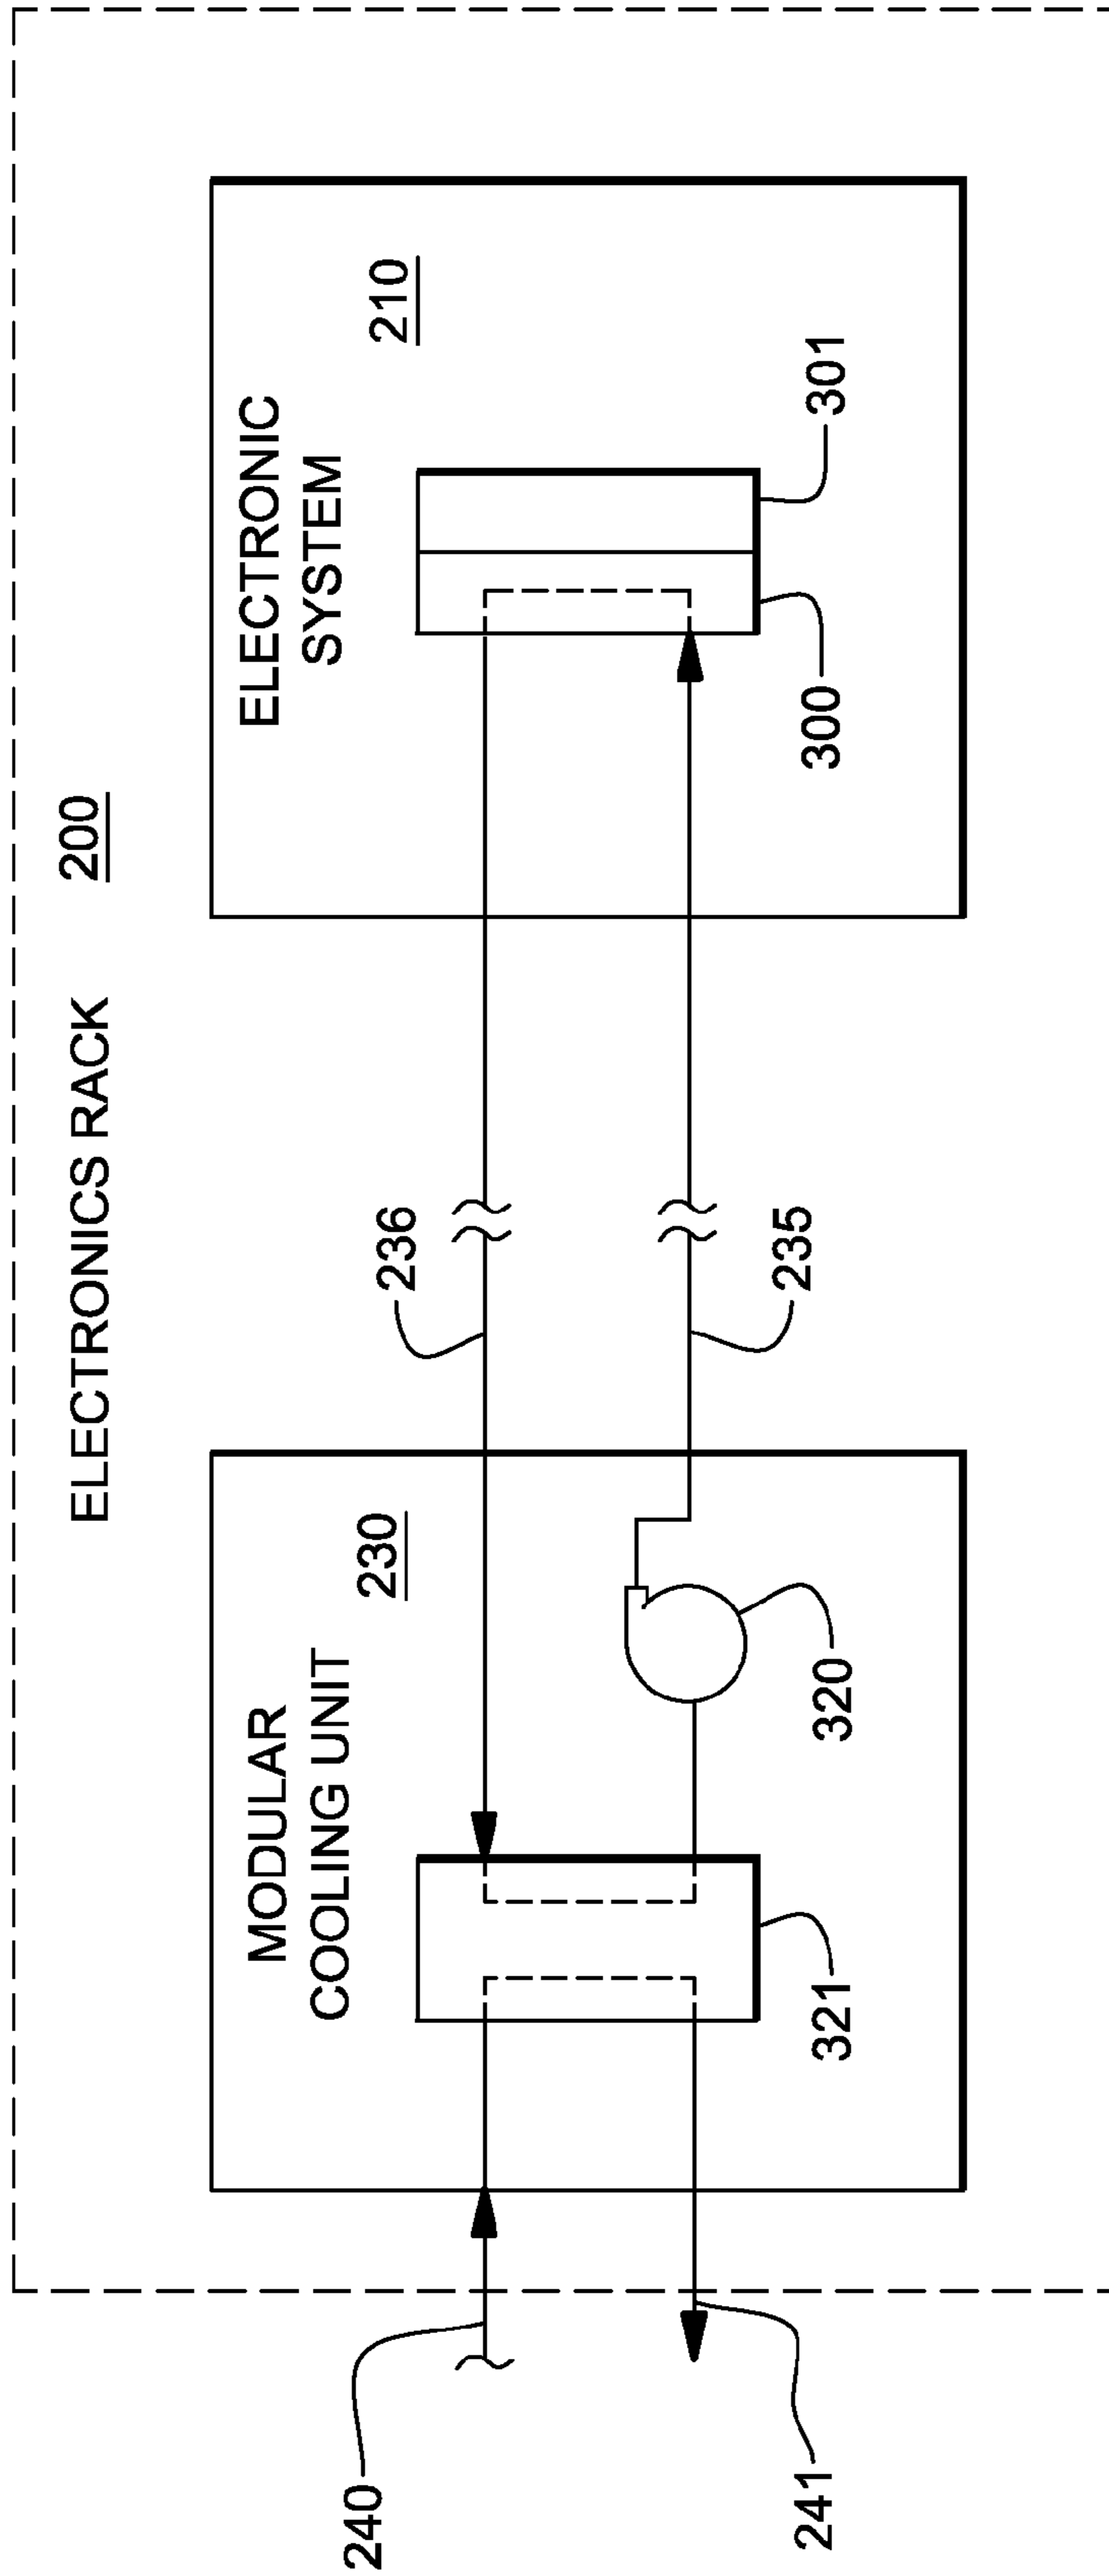 ELECTRONICS RACK 200
MODULAR
COOLING UNIT
230
ELECTRONIC
SYSTEM
210
240
236
241
321
320
235
300
301